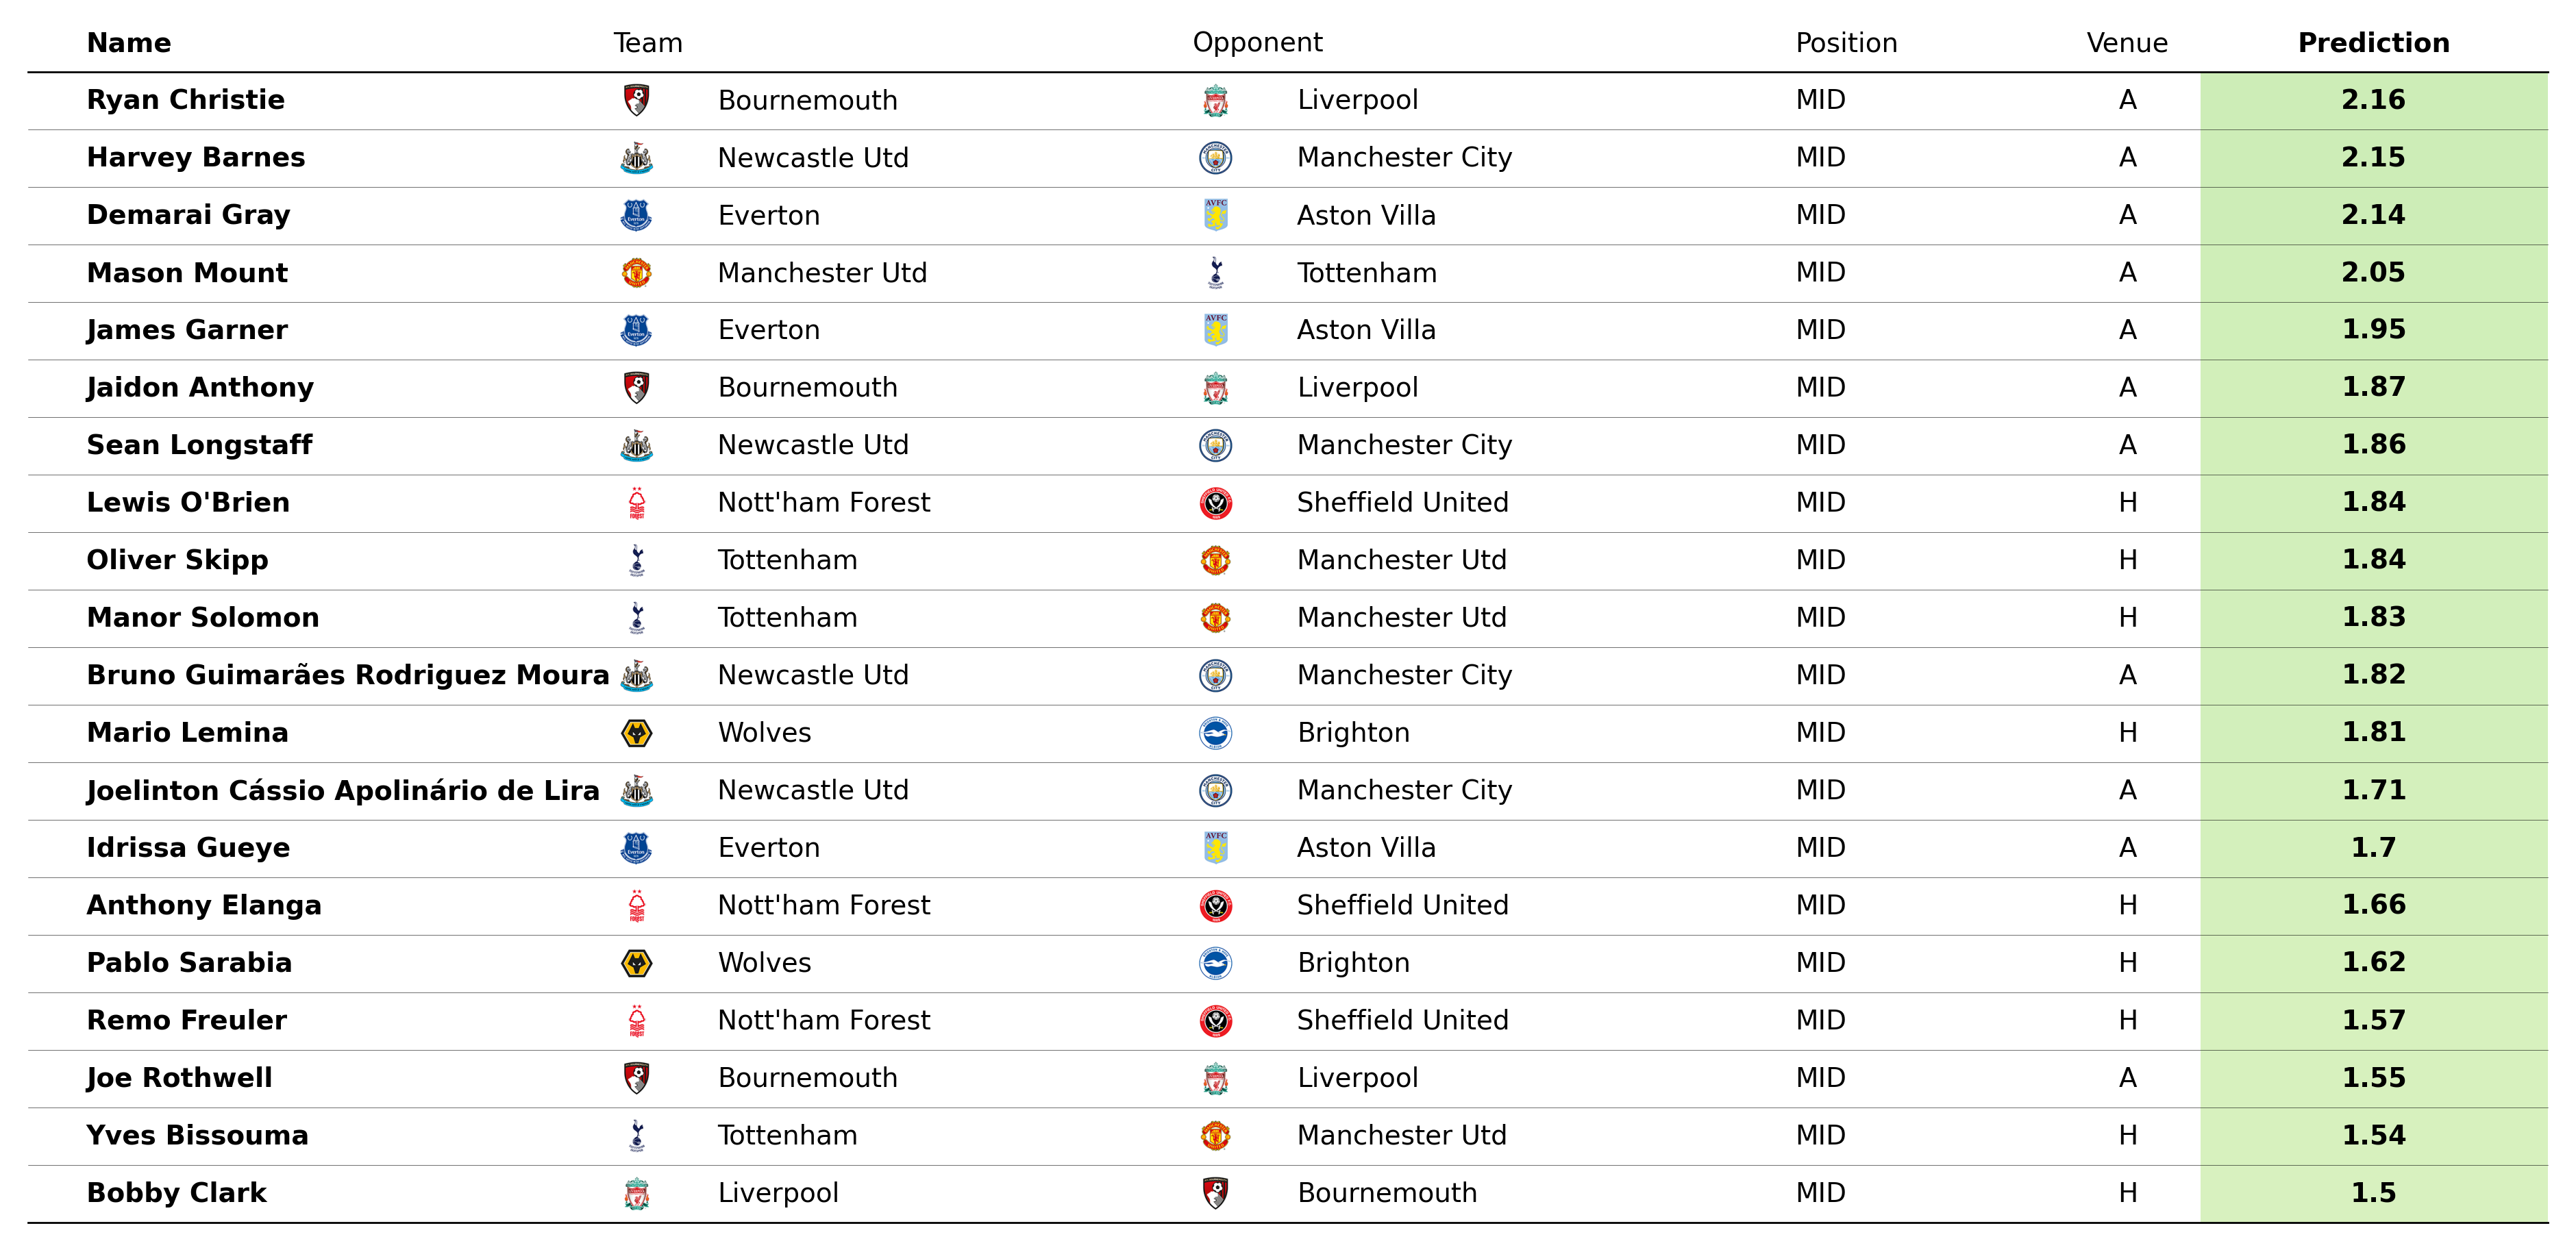 Name Team Opponent Position Venue Prediction
Ryan Christie Bournemouth Liverpool MID A 2.16
Harvey Barnes Newcastle Utd Manchester City MID A 2.15
Demarai Gray Everton Aston Villa MID A 2.14
Mason Mount Manchester Utd Tottenham MID A 2.05
James Garner Everton Aston Villa MID A 1.95
Jaidon Anthony Bournemouth Liverpool MID A 1.87
Sean Longstaff Newcastle Utd Manchester City MID A 1.86
Lewis O'Brien Nott'ham Forest Sheffield United MID H 1.84
Oliver Skipp Tottenham Manchester Utd MID H 1.84
Manor Solomon Tottenham Manchester Utd MID H 1.83
Bruno Guimarães Rodriguez Moura Newcastle Utd Manchester City MID A 1.82
Mario Lemina Wolves Brighton MID H 1.81
Joelinton Cássio Apolinário de Lira Newcastle Utd Manchester City MID A 1.71
Idrissa Gueye Everton Aston Villa MID A 1.7
Anthony Elanga Nott'ham Forest Sheffield United MID H 1.66
Pablo Sarabia Wolves Brighton MID H 1.62
Remo Freuler Nott'ham Forest Sheffield United MID H 1.57
Joe Rothwell Bournemouth Liverpool MID A 1.55
Yves Bissouma Tottenham Manchester Utd MID H 1.54
Bobby Clark Liverpool Bournemouth MID H 1.5